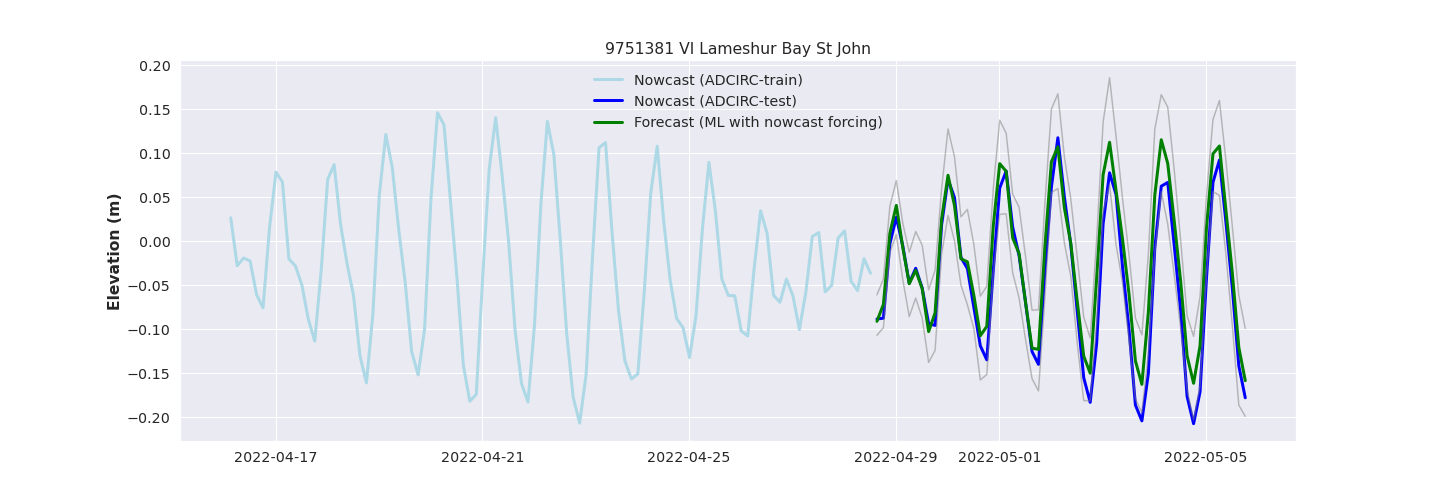 9751381 VI Lameshur Bay St John
Nowcast (ADCIRC-train)
Nowcast (ADCIRC-test)
Forecast (ML with nowcast forcing)
Elevation (m)
0.20
0.15
0.10
0.05
0.00
−0.05
−0.10
−0.15
−0.20
2022-04-17 2022-04-21 2022-04-25 2022-04-29 2022-05-01 2022-05-05